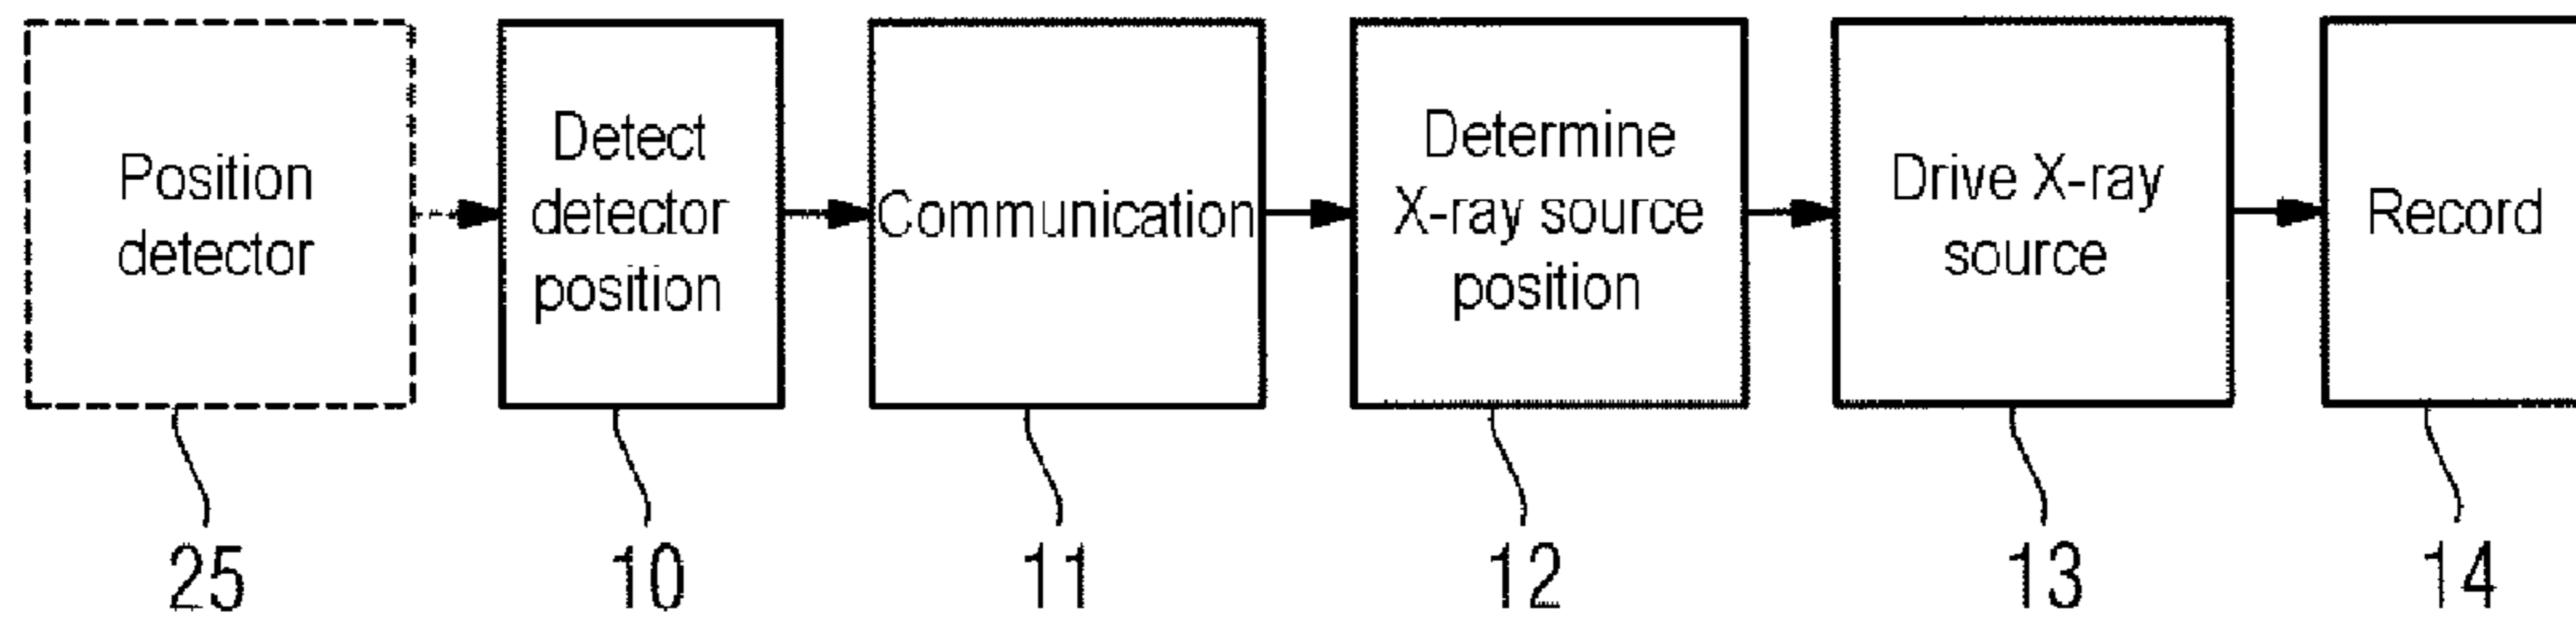 Position
detector
Detect
detector
position
Communication
Determine
X-ray source
position
Drive X-ray
source
Record
25
10
11
12
13
14